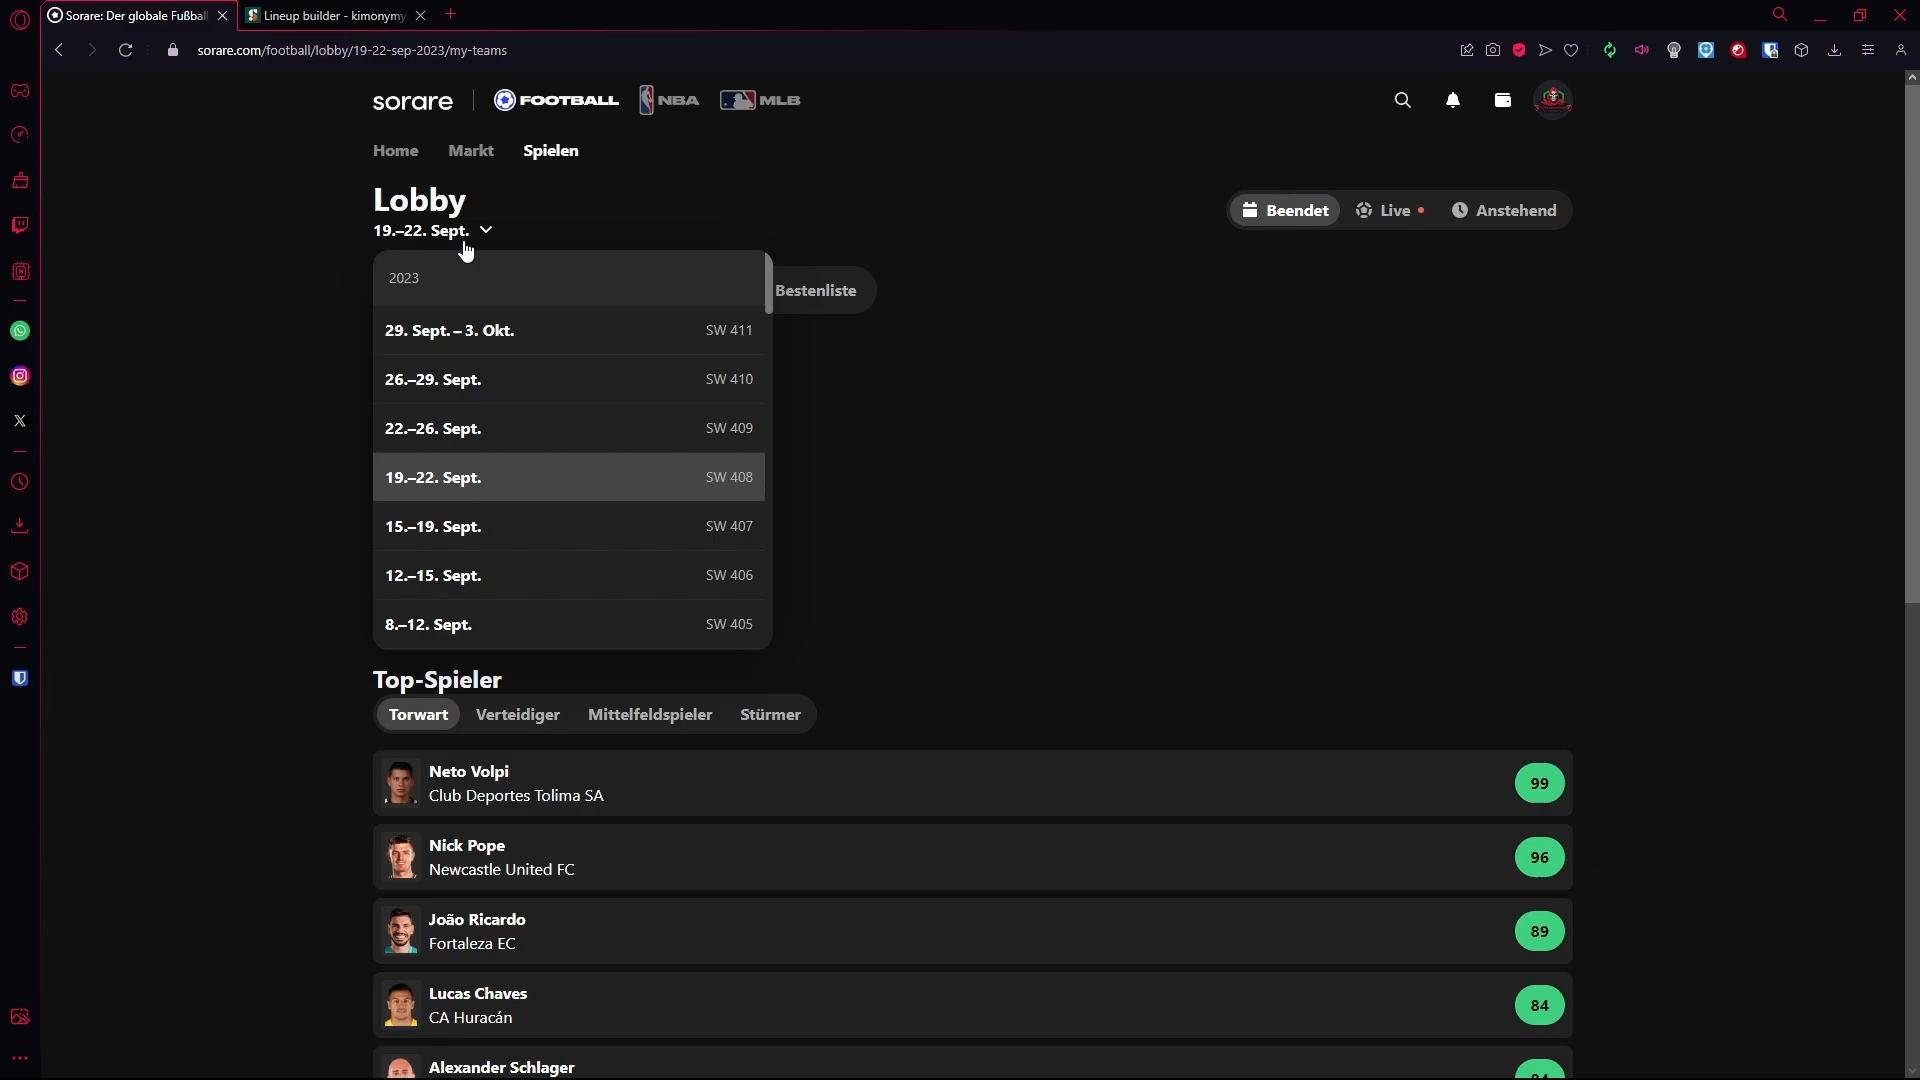 Sorare: Der globale Fußbal
Lineup builder - kimonymy
sorare.com/football/lobby/19-22-sep-2023/my-teams
sorare
FOOTBALL
NBA
MLB
Home
Markt
Spielen
Lobby
19.–22. Sept.
Beendet
Live
Anstehend
2023
Bestenliste
29. Sept. – 3. Okt.
SW 411
26.–29. Sept.
SW 410
22.–26. Sept.
SW 409
19.–22. Sept.
SW 408
15.–19. Sept.
SW 407
12.–15. Sept.
SW 406
8.–12. Sept.
SW 405
Top-Spieler
Torwart
Verteidiger
Mittelfeldspieler
Stürmer
Neto Volpi
Club Deportes Tolima SA
99
Nick Pope
Newcastle United FC
96
João Ricardo
Fortaleza EC
89
Lucas Chaves
CA Huracán
84
Alexander Schlager